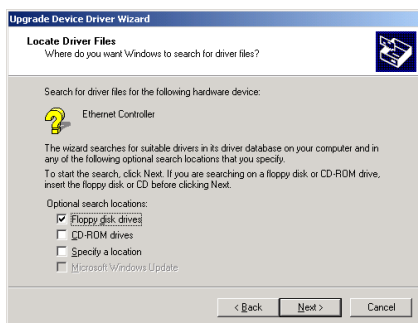 Upgrade Device Driver Wizard
Locate Driver Files
Where do you want Windows to search for driver files?
Search for driver files for the following hardware device:
Ethernet Controller
The wizard searches for suitable drivers in its driver database on your computer and in
any of the following optional search locations that you specify.
To start the search, click Next. If you are searching on a floppy disk or CD-ROM drive,
insert the floppy disk or CD before clicking Next.
Optional search locations:
Floppy disk drives
CD-ROM drives
Specify a location
Microsoft Windows Update
< Back Next > Cancel